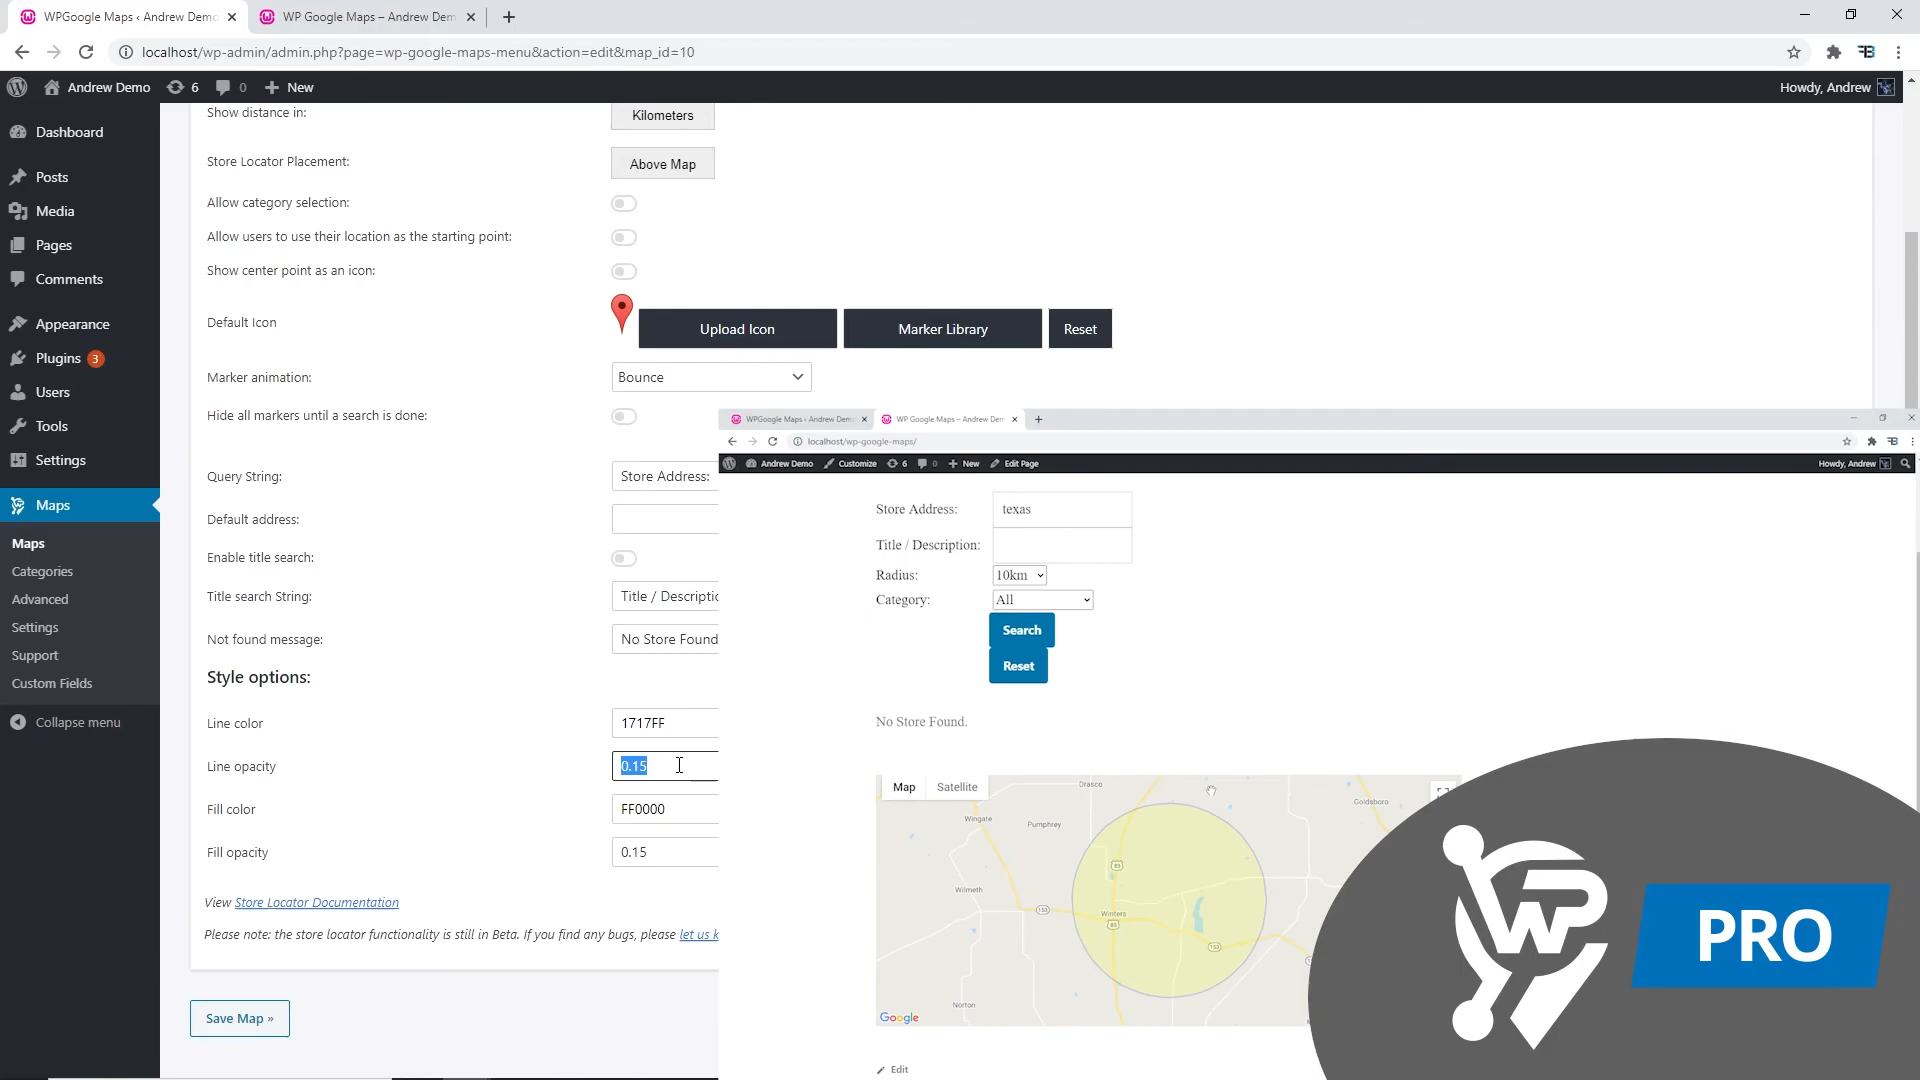 WPGoogle Maps ‹ Andrew Demo
WP Google Maps – Andrew Dem
localhost/wp-admin/admin.php?page=wp-google-maps-menu&action=edit&map_id=10
Andrew Demo 6 0 New
Howdy, Andrew
Dashboard
Posts
Media
Pages
Comments
Appearance
Plugins 3
Users
Tools
Settings
Maps
Maps
Categories
Advanced
Settings
Support
Custom Fields
Collapse menu
Show distance in: Kilometers
Store Locator Placement: Above Map
Allow category selection:
Allow users to use their location as the starting point:
Show center point as an icon:
Default Icon Upload Icon Marker Library Reset
Marker animation: Bounce
Hide all markers until a search is done:
Query String: Store Address:
Default address:
Enable title search:
Title search String: Title / Descriptio
Not found message: No Store Found
Style options:
Line color 1717FF
Line opacity 0.15
Fill color FF0000
Fill opacity 0.15
View Store Locator Documentation
Please note: the store locator functionality is still in Beta. If you find any bugs, please let us k
Save Map »
WPGoogle Maps ‹ Andrew Demo
WP Google Maps – Andrew Dem
localhost/wp-google-maps/
Andrew Demo Customize 6 0 New Edit Page
Howdy, Andrew
Store Address: texas
Title / Description:
Radius: 10km
Category: All
Search
Reset
No Store Found.
Map Satellite
Drasco
Goldsboro
Wingate
Pumphrey
83
Wilmeth
153
Winters
83
153
Norton
Google
Edit
WP
PRO